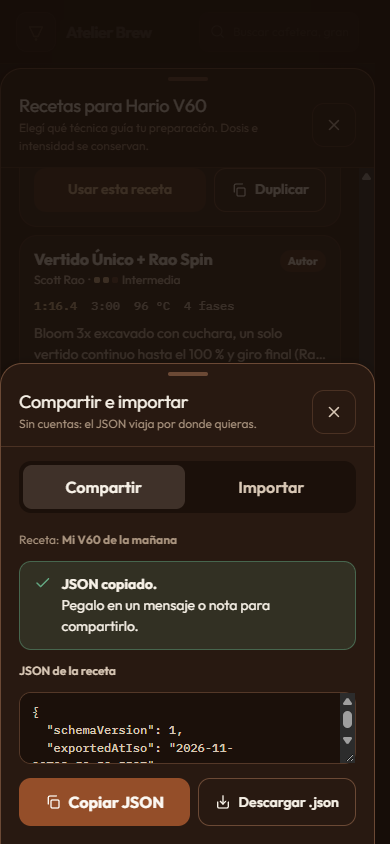 Atelier Brew
Recetas para Hario V60
Elegí qué técnica guía tu preparación. Dosis e
intensidad se conservan.
Usar esta receta
Duplicar
Vertido Único + Rao Spin
Autor
Scott Rao · Intermedia
1:16.4 3:00 96 °C 4 fases
Bloom 3x excavado con cuchara, un solo
vertido continuo hasta el 100 % y giro final (Ra...
Compartir e importar
Sin cuentas: el JSON viaja por donde quieras.
Compartir
Importar
Receta: Mi V60 de la mañana
JSON copiado.
Pegalo en un mensaje o nota para
compartirlo.
JSON de la receta
{
"schemaVersion": 1,
"exportedAtIso": "2026-11-
Copiar JSON
Descargar .json